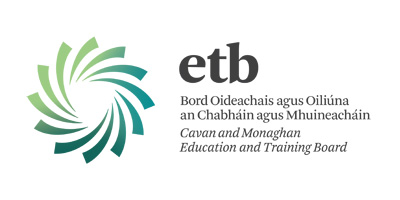 etb
Bord Oideachais agus Oiliúna
an Chabháin agus Mhuineacháin
Cavan and Monaghan
Education and Training Board